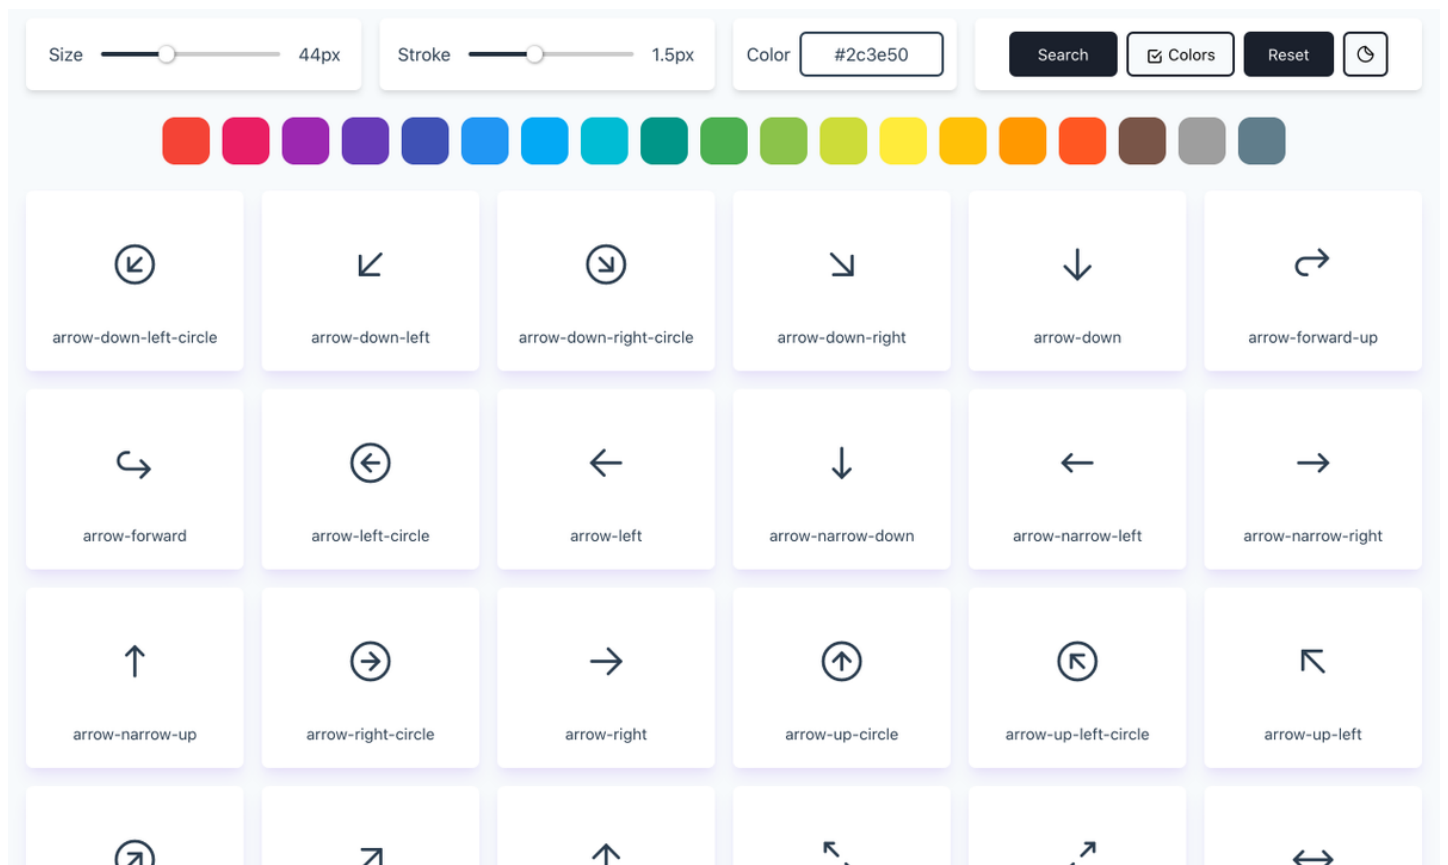 Size 44px Stroke 1.5px Color #2c3e50 Search Colors Reset
arrow-down-left-circle arrow-down-left arrow-down-right-circle arrow-down-right arrow-down arrow-forward-up
arrow-forward arrow-left-circle arrow-left arrow-narrow-down arrow-narrow-left arrow-narrow-right
arrow-narrow-up arrow-right-circle arrow-right arrow-up-circle arrow-up-left-circle arrow-up-left